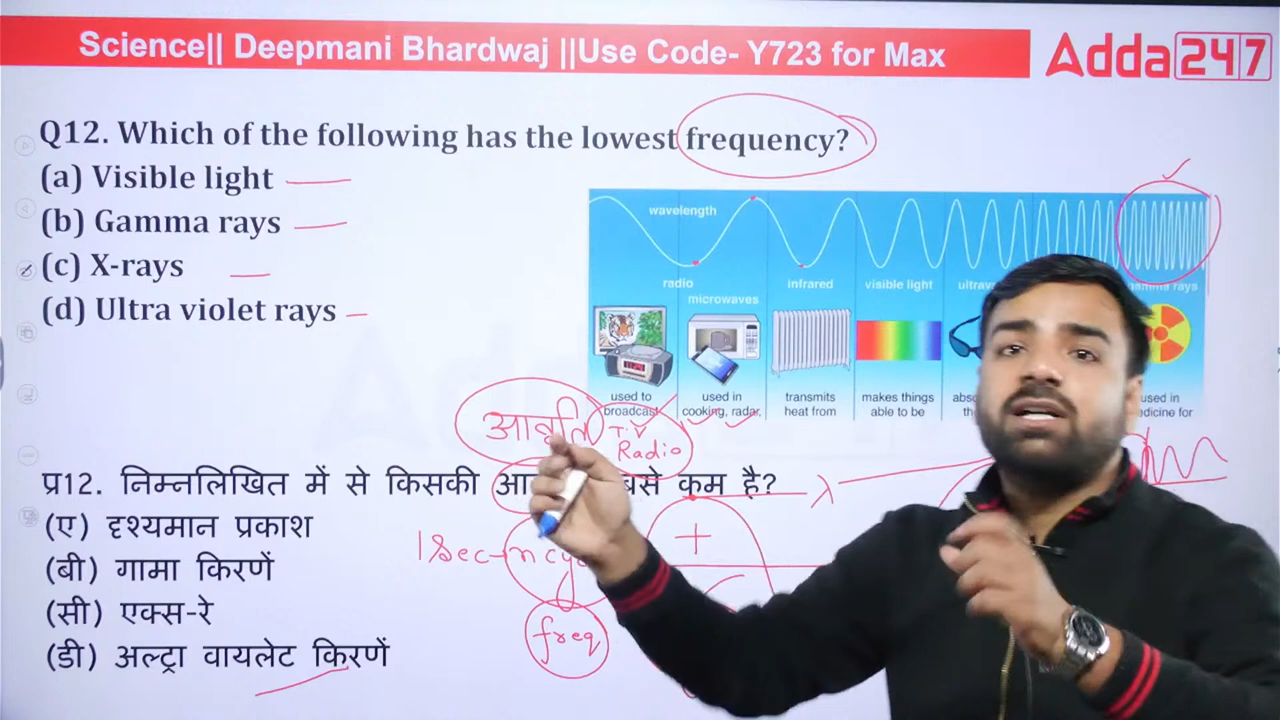 Science|| Deepmani Bhardwaj ||Use Code- Y723 for Max
Adda247
Q12. Which of the following has the lowest frequency?
(a) Visible light
(b) Gamma rays
(c) X-rays
(d) Ultra violet rays
wavelength
radio
microwaves
infrared
visible light
gamma rays
used to
broadcast
used in
cooking, radar,
transmits
heat from
makes things
able to be
used in
आवृति
T.V
Radio
प्र12. निम्नलिखित में से किसकी कम है?
λ
(ए) दृश्यमान प्रकाश
(बी) गामा किरणें
(सी) एक्स-रे
(डी) अल्ट्रा वायलेट किरणें
1Sec-n
+
freq